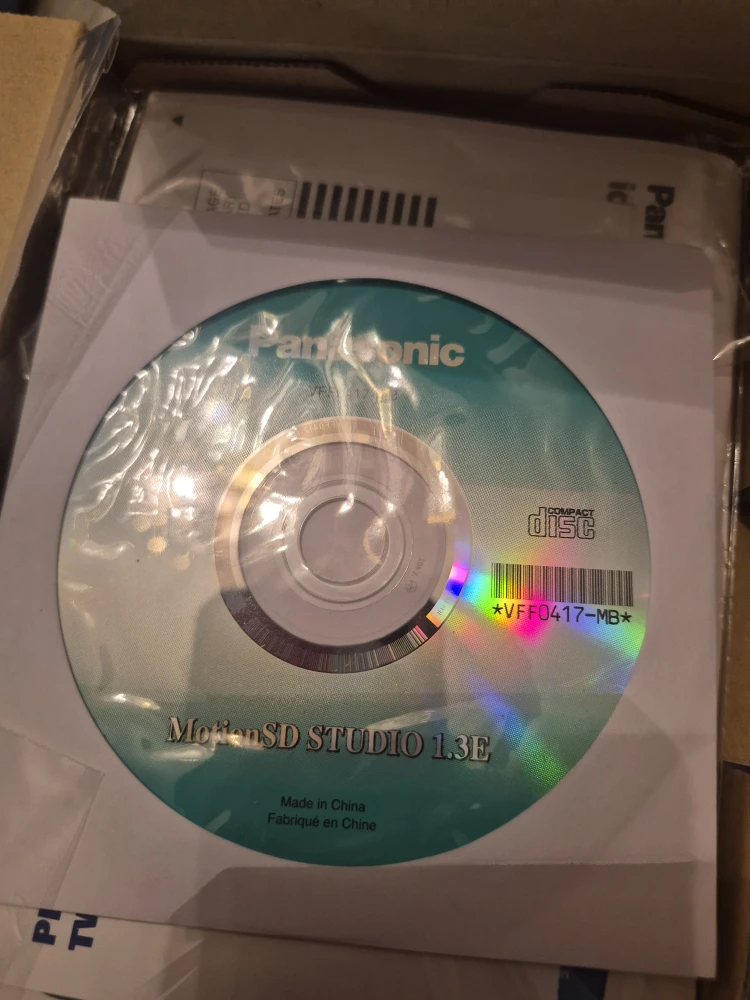 Panasonic
COMPACT
disc
*VFF0417-MB*
MotionSD STUDIO 1.3E
Made in China
Fabriqué en Chine